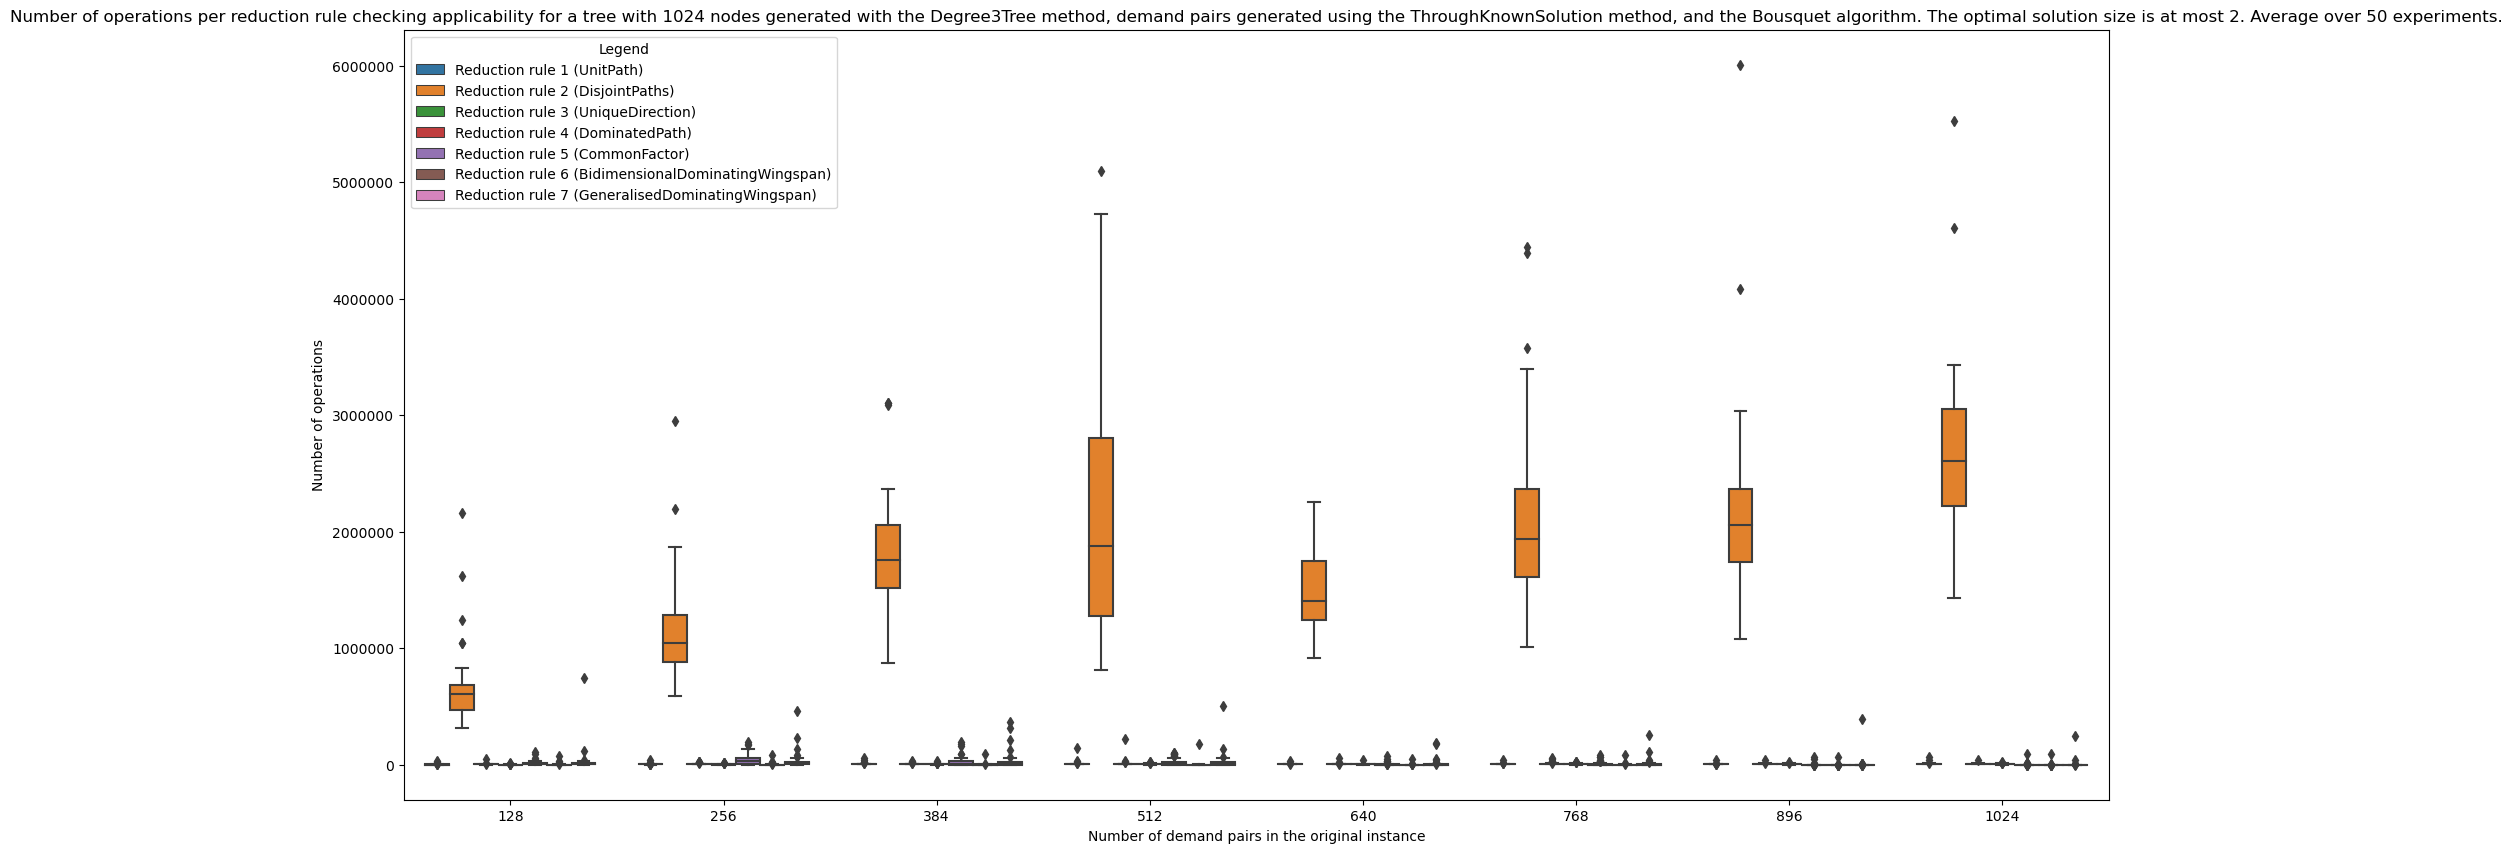 Number of operations per reduction rule checking applicability for a tree with 1024 nodes generated with the Degree3Tree method, demand pairs generated using the ThroughKnownSolution method, and the Bousquet algorithm. The optimal solution size is at most 2. Average over 50 experiments.
Legend
Reduction rule 1 (UnitPath)
Reduction rule 2 (DisjointPaths)
Reduction rule 3 (UniqueDirection)
Reduction rule 4 (DominatedPath)
Reduction rule 5 (CommonFactor)
Reduction rule 6 (BidimensionalDominatingWingspan)
Reduction rule 7 (GeneralisedDominatingWingspan)
Number of operations
6000000
5000000
4000000
3000000
2000000
1000000
0
128 256 384 512 640 768 896 1024
Number of demand pairs in the original instance